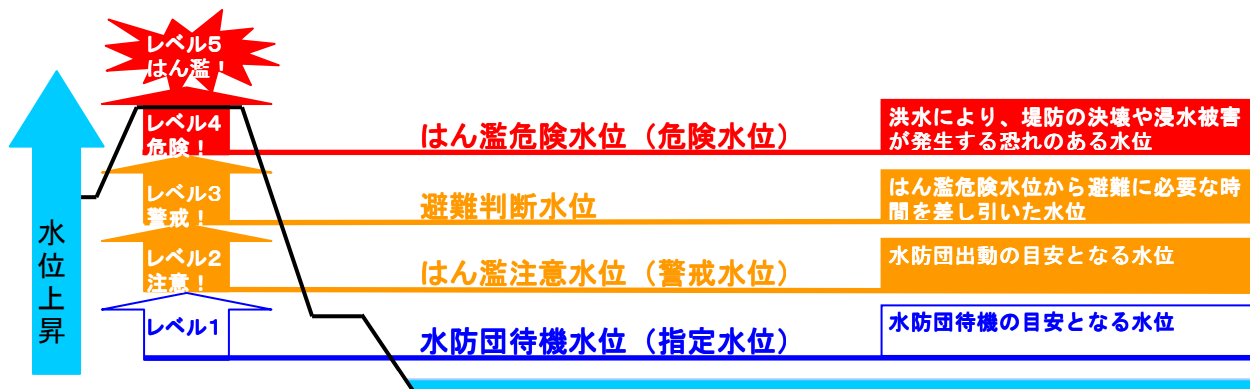 レベル5
はん濫！
レベル4
危険！
はん濫危険水位（危険水位）
洪水により、堤防の決壊や浸水被害
が発生する恐れのある水位
レベル3
警戒！
避難判断水位
はん濫危険水位から避難に必要な時
間を差し引いた水位
レベル2
注意！
はん濫注意水位（警戒水位）
水防団出動の目安となる水位
レベル1
水防団待機水位（指定水位）
水防団待機の目安となる水位
水位上昇